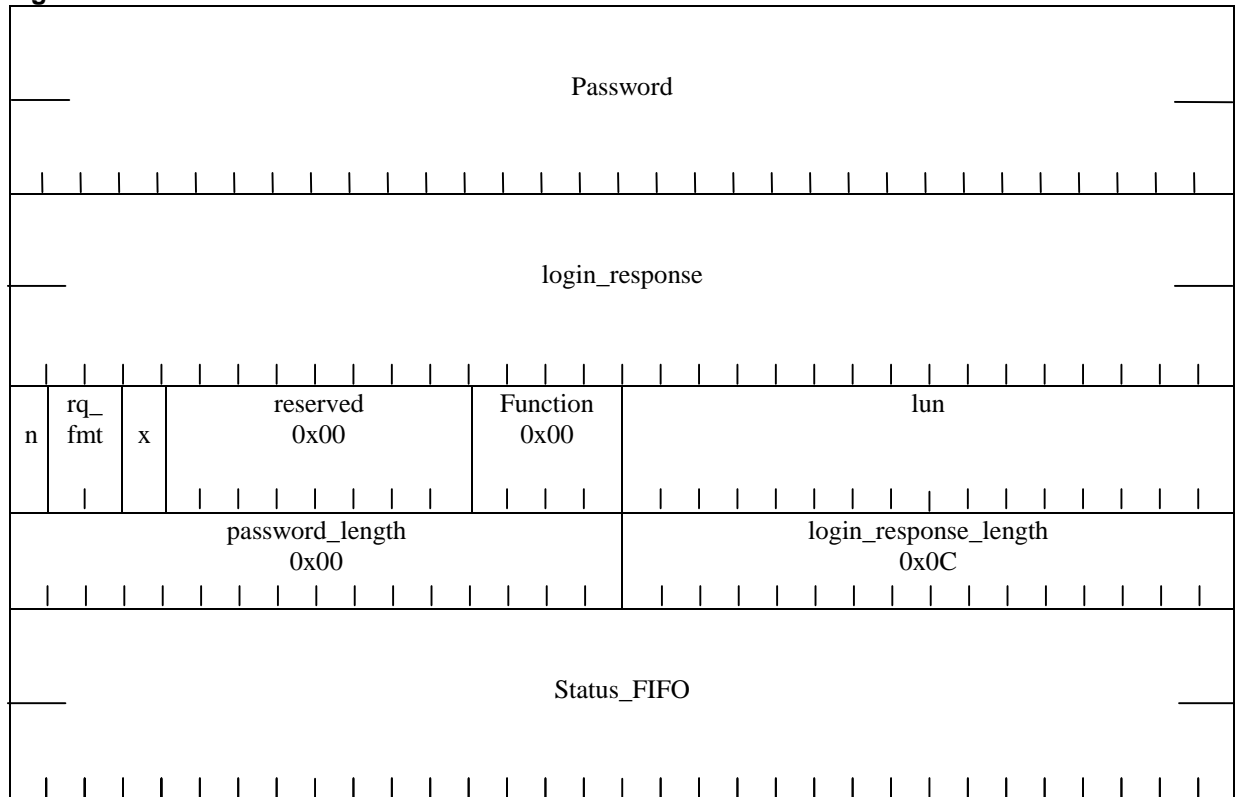 Password
login_response
n
rq_
fmt
x
reserved
0x00
Function
0x00
lun
password_length
0x00
login_response_length
0x0C
Status_FIFO